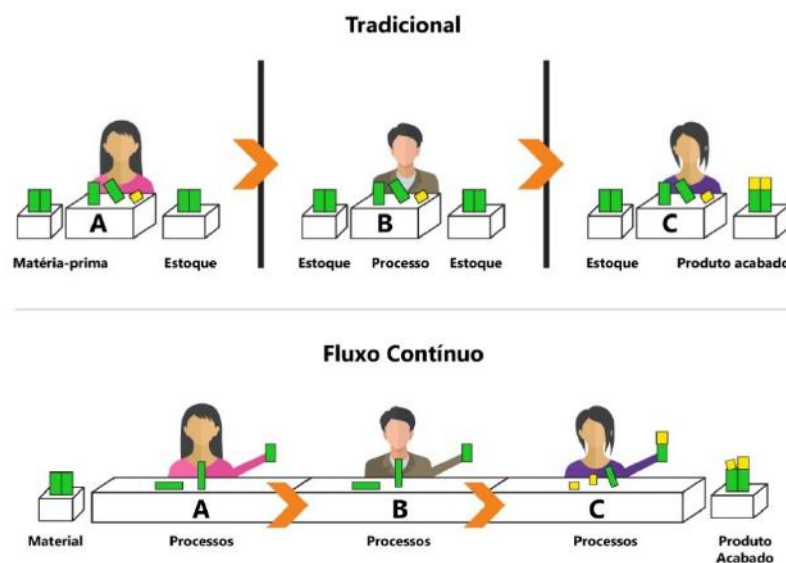 Tradicional
A
B
C
Matéria-prima
Estoque
Estoque
Processo
Estoque
Estoque
Produto acabado
Fluxo Contínuo
A
B
C
Material
Processos
Processos
Processos
Produto
Acabado